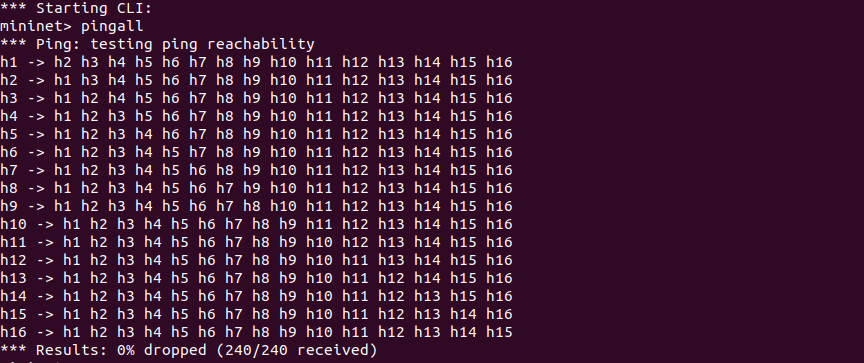 *** Starting CLI:
mininet> pingall
*** Ping: testing ping reachability
h1 -> h2 h3 h4 h5 h6 h7 h8 h9 h10 h11 h12 h13 h14 h15 h16
h2 -> h1 h3 h4 h5 h6 h7 h8 h9 h10 h11 h12 h13 h14 h15 h16
h3 -> h1 h2 h4 h5 h6 h7 h8 h9 h10 h11 h12 h13 h14 h15 h16
h4 -> h1 h2 h3 h5 h6 h7 h8 h9 h10 h11 h12 h13 h14 h15 h16
h5 -> h1 h2 h3 h4 h6 h7 h8 h9 h10 h11 h12 h13 h14 h15 h16
h6 -> h1 h2 h3 h4 h5 h7 h8 h9 h10 h11 h12 h13 h14 h15 h16
h7 -> h1 h2 h3 h4 h5 h6 h8 h9 h10 h11 h12 h13 h14 h15 h16
h8 -> h1 h2 h3 h4 h5 h6 h7 h9 h10 h11 h12 h13 h14 h15 h16
h9 -> h1 h2 h3 h4 h5 h6 h7 h8 h10 h11 h12 h13 h14 h15 h16
h10 -> h1 h2 h3 h4 h5 h6 h7 h8 h9 h11 h12 h13 h14 h15 h16
h11 -> h1 h2 h3 h4 h5 h6 h7 h8 h9 h10 h12 h13 h14 h15 h16
h12 -> h1 h2 h3 h4 h5 h6 h7 h8 h9 h10 h11 h13 h14 h15 h16
h13 -> h1 h2 h3 h4 h5 h6 h7 h8 h9 h10 h11 h12 h14 h15 h16
h14 -> h1 h2 h3 h4 h5 h6 h7 h8 h9 h10 h11 h12 h13 h15 h16
h15 -> h1 h2 h3 h4 h5 h6 h7 h8 h9 h10 h11 h12 h13 h14 h16
h16 -> h1 h2 h3 h4 h5 h6 h7 h8 h9 h10 h11 h12 h13 h14 h15
*** Results: 0% dropped (240/240 received)